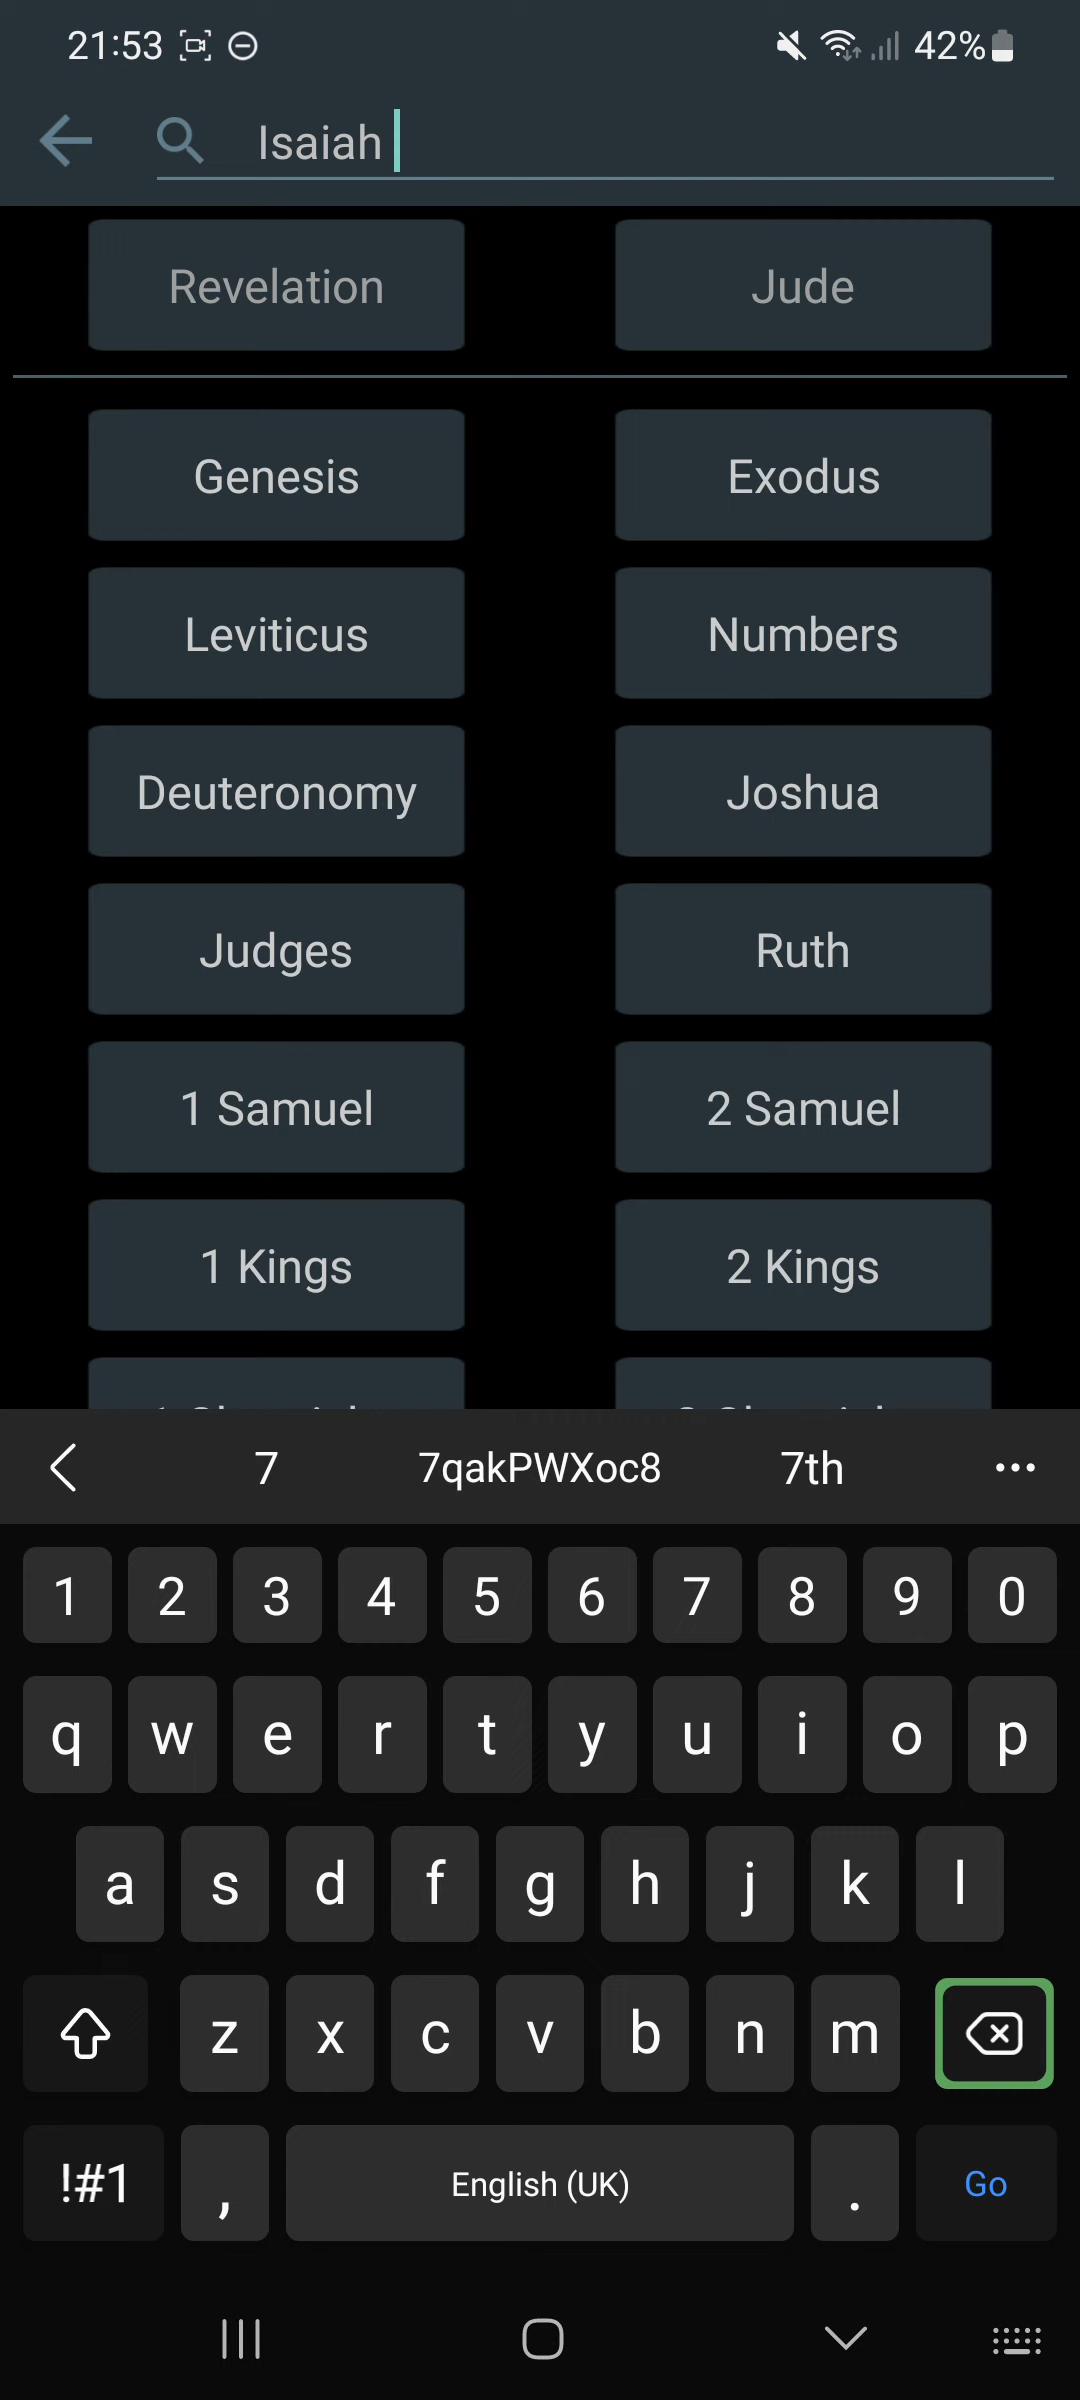 21:53 42%
Isaiah
Revelation Jude
Genesis Exodus
Leviticus Numbers
Deuteronomy Joshua
Judges Ruth
1 Samuel 2 Samuel
1 Kings 2 Kings
7 7qakPWXoc8 7th ...
1 2 3 4 5 6 7 8 9 0
q w e r t y u i o p
a s d f g h j k l
z x c v b n m
!#1 , English (UK) . Go